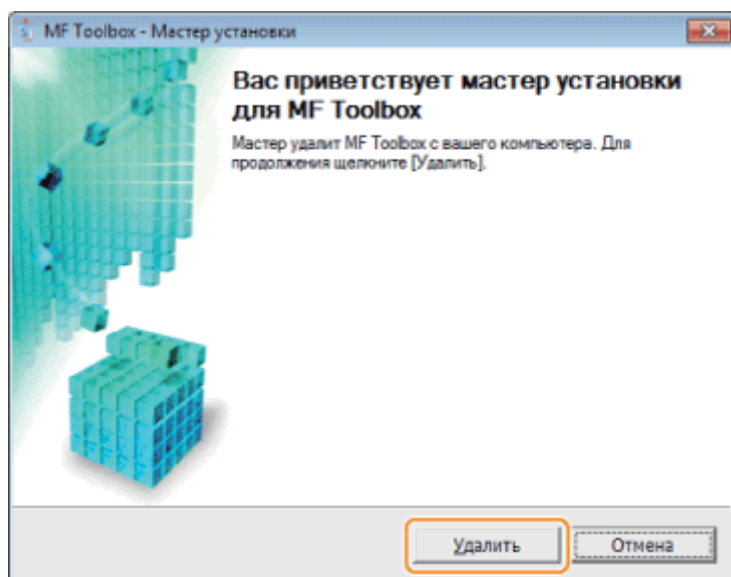 MF Toolbox - Мастер установки
Вас приветствует мастер установки
для MF Toolbox
Мастер удалит MF Toolbox с вашего компьютера. Для
продолжения щелкните [Удалить].
Удалить
Отмена